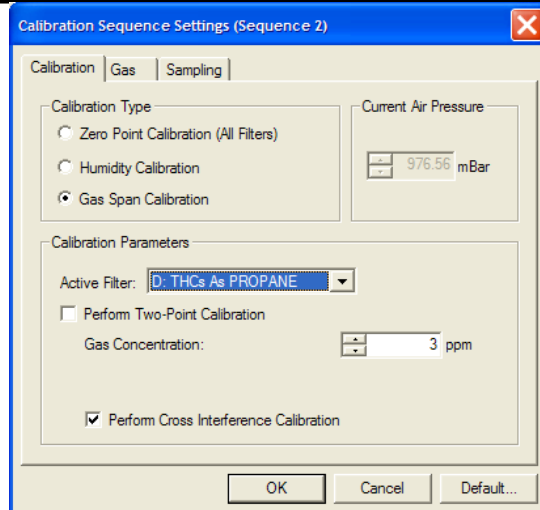 Calibration Sequence Settings (Sequence 2)
Calibration Gas Sampling
Calibration Type
Zero Point Calibration (All Filters)
Humidity Calibration
Gas Span Calibration
Current Air Pressure
976.56 mBar
Calibration Parameters
Active Filter: D: THCs As PROPANE
Perform Two-Point Calibration
Gas Concentration: 3 ppm
Perform Cross Interference Calibration
OK Cancel Default...